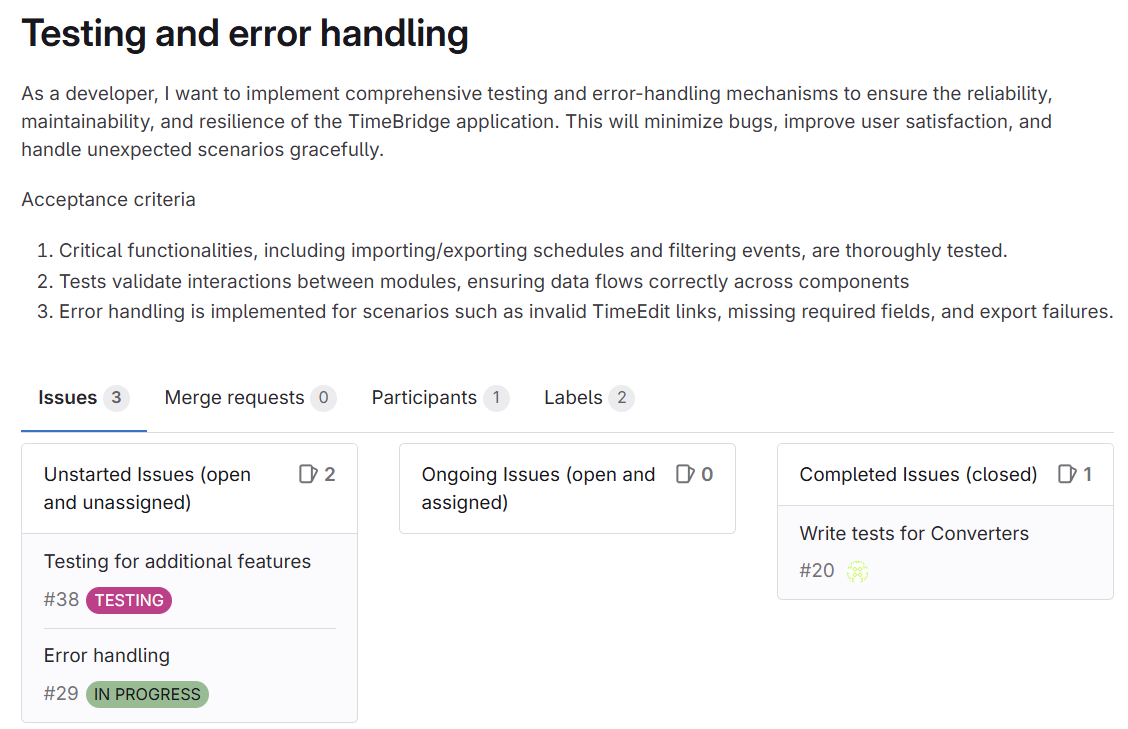 Testing and error handling
As a developer, I want to implement comprehensive testing and error-handling mechanisms to ensure the reliability,
maintainability, and resilience of the TimeBridge application. This will minimize bugs, improve user satisfaction, and
handle unexpected scenarios gracefully.
Acceptance criteria
1. Critical functionalities, including importing/exporting schedules and filtering events, are thoroughly tested.
2. Tests validate interactions between modules, ensuring data flows correctly across components
3. Error handling is implemented for scenarios such as invalid TimeEdit links, missing required fields, and export failures.
Issues 3 Merge requests 0 Participants 1 Labels 2
Unstarted Issues (open
and unassigned)
2
Testing for additional features
#38 TESTING
Error handling
#29 IN PROGRESS
Ongoing Issues (open and
assigned)
0
Completed Issues (closed) 1
Write tests for Converters
#20